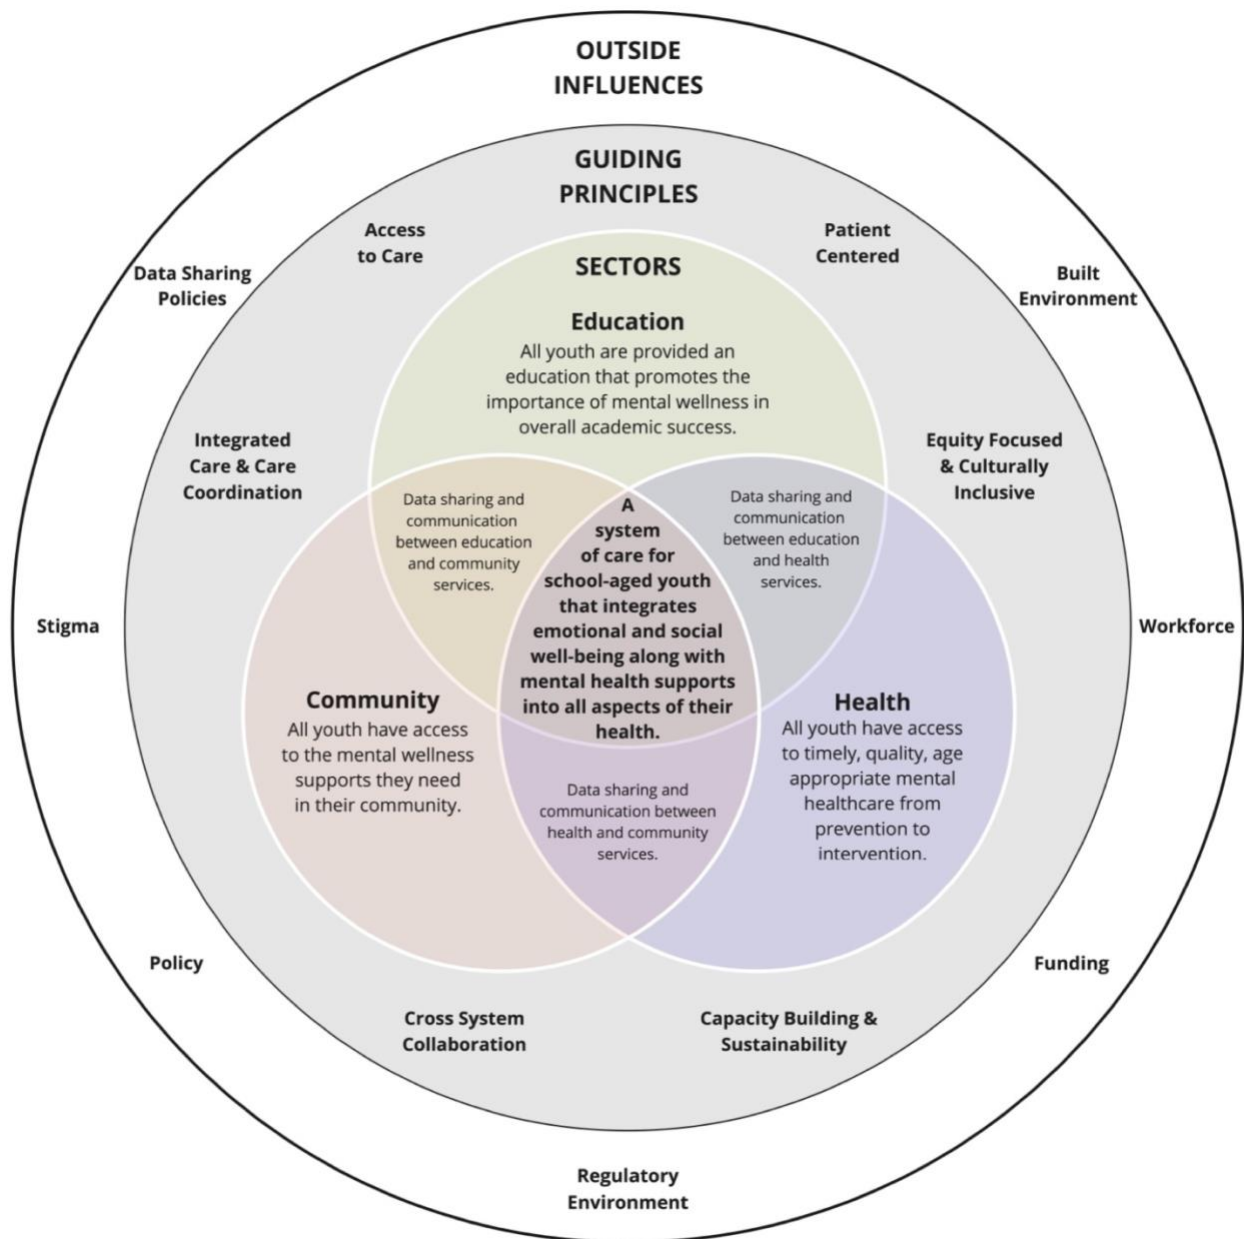 OUTSIDE
INFLUENCES
GUIDING
PRINCIPLES
Access
to Care
Patient
Centered
Data Sharing
Policies
Built
Environment
SECTORS
Education
All youth are provided an
education that promotes the
importance of mental wellness in
overall academic success.
Integrated
Care & Care
Coordination
Equity Focused
& Culturally
Inclusive
Data sharing and
communication
between education
and community
services.
A
system
of care for
school-aged youth
that integrates
emotional and social
well-being along with
mental health supports
into all aspects of their
health.
Data sharing and
communication
between education
and health
services.
Stigma
Workforce
Community
All youth have access
to the mental wellness
supports they need
in their community.
Health
All youth have access
to timely, quality, age
appropriate mental
healthcare from
prevention to
intervention.
Data sharing and
communication between
health and community
services.
Policy
Funding
Cross System
Collaboration
Capacity Building &
Sustainability
Regulatory
Environment